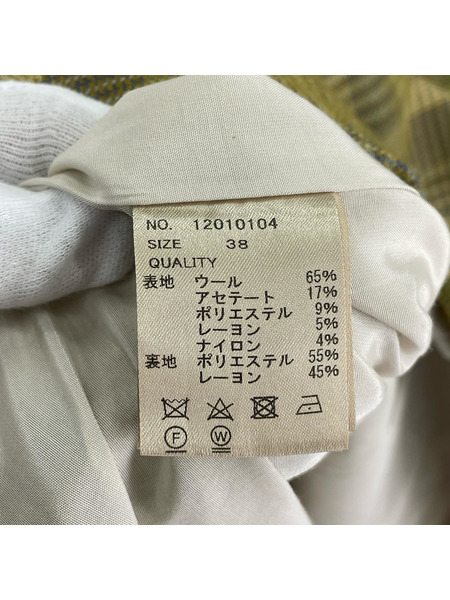 NO. 12010104
SIZE 38
QUALITY
表地 ウール 65%
アセテート 17%
ポリエステル 9%
レーヨン 5%
ナイロン 4%
裏地 ポリエステル 55%
レーヨン 45%
F W